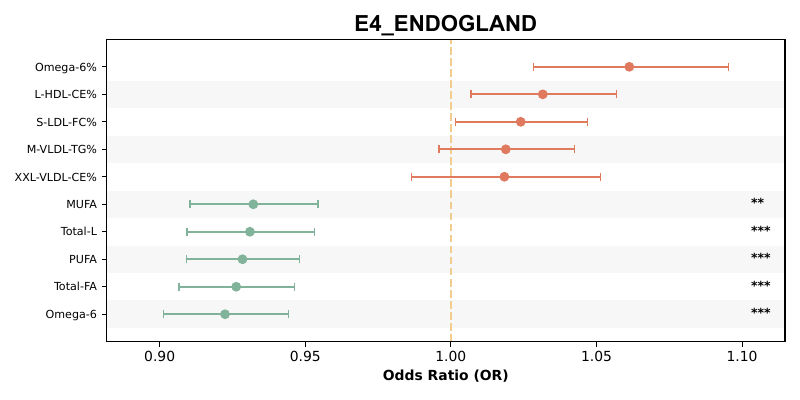 E4_ENDOGLAND
Omega-6%
L-HDL-CE%
S-LDL-FC%
M-VLDL-TG%
XXL-VLDL-CE%
MUFA **
Total-L ***
PUFA ***
Total-FA ***
Omega-6 ***
0.90 0.95 1.00 1.05 1.10
Odds Ratio (OR)